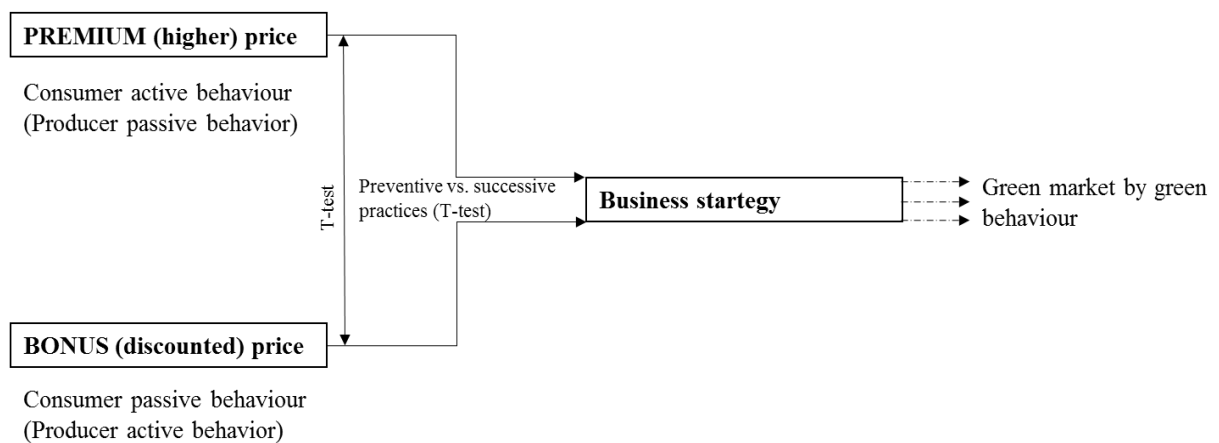 PREMIUM (higher) price
Consumer active behaviour
(Producer passive behavior)
T-test
Preventive vs. successive
practices (T-test)
Business startegy
Green market by green
behaviour
BONUS (discounted) price
Consumer passive behaviour
(Producer active behavior)